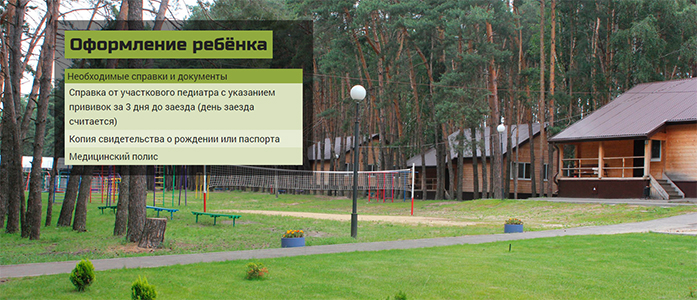 Оформление ребёнка
Необходимые справки и документы
Справка от участкового педиатра с указанием
прививок за 3 дня до заезда (день заезда
считается)
Копия свидетельства о рождении или паспорта
Медицинский полис